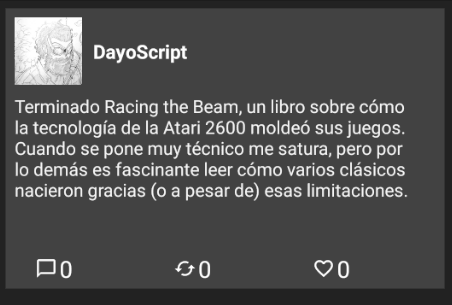 DayoScript
Terminado Racing the Beam, un libro sobre cómo
la tecnología de la Atari 2600 moldeó sus juegos.
Cuando se pone muy técnico me satura, pero por
lo demás es fascinante leer cómo varios clásicos
nacieron gracias (o a pesar de) esas limitaciones.
0 0 0